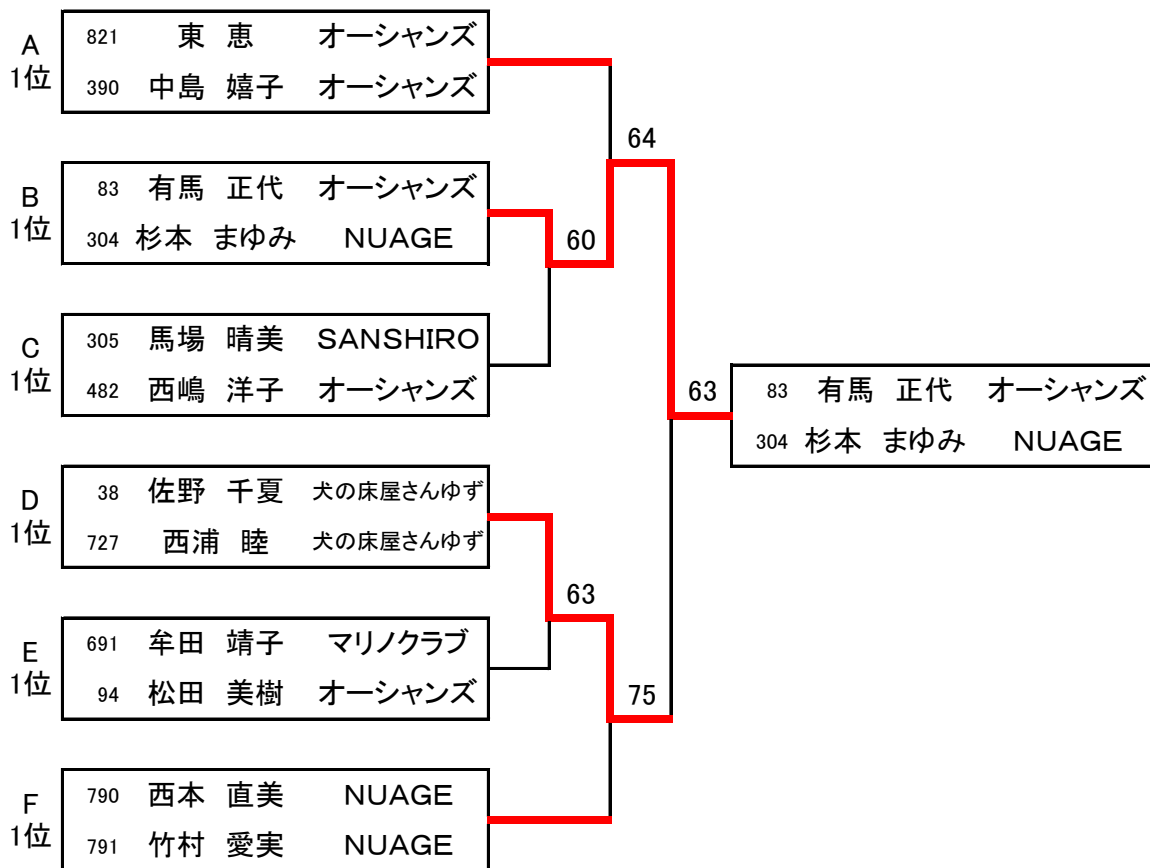 A
1位
821 東 恵 オーシャンズ
390 中島 嬉子 オーシャンズ
64
B
1位
83 有馬 正代 オーシャンズ
304 杉本 まゆみ NUAGE
60
C
1位
305 馬場 晴美 SANSHIRO
482 西嶋 洋子 オーシャンズ
63
83 有馬 正代 オーシャンズ
304 杉本 まゆみ NUAGE
D
1位
38 佐野 千夏 犬の床屋さんゆず
727 西浦 睦 犬の床屋さんゆず
63
E
1位
691 牟田 靖子 マリノクラブ
94 松田 美樹 オーシャンズ
75
F
1位
790 西本 直美 NUAGE
791 竹村 愛実 NUAGE